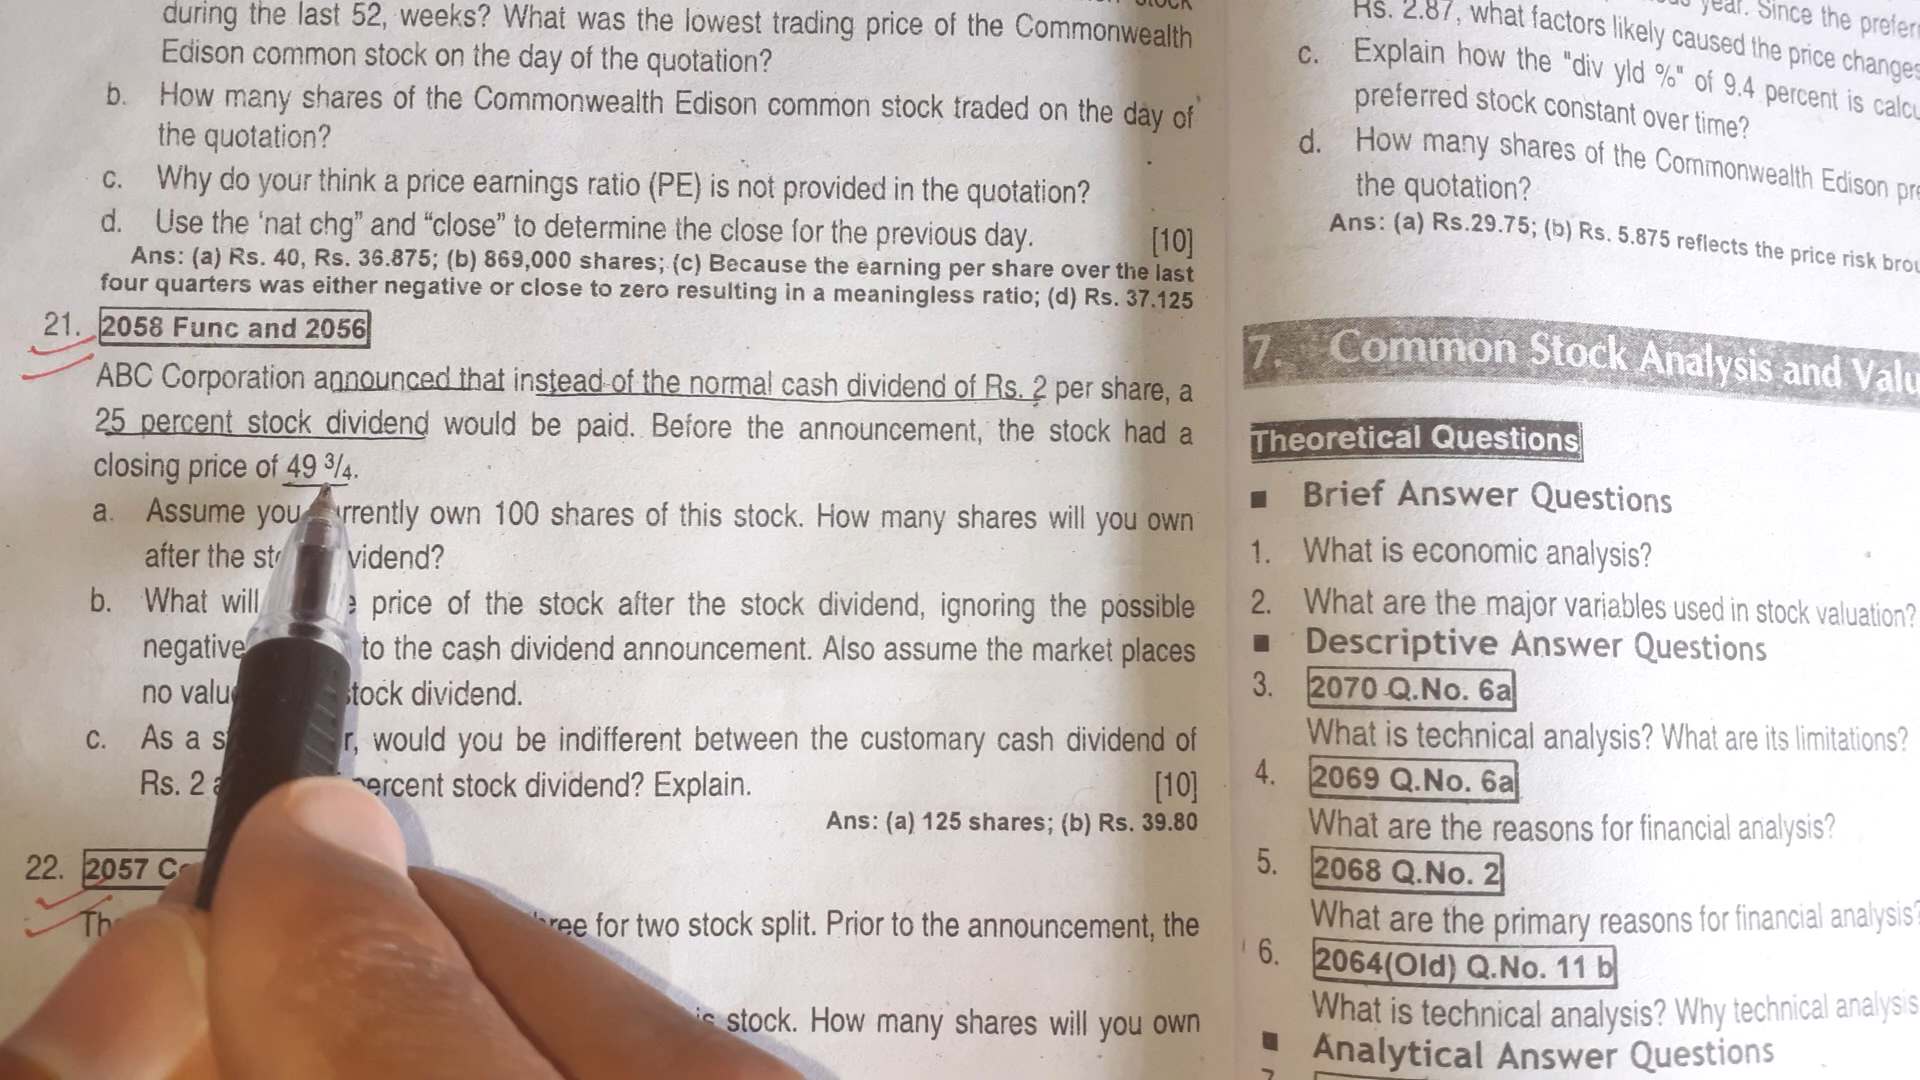 during the last 52, weeks? What was the lowest trading price of the Commonwealth
Edison common stock on the day of the quotation?
b. How many shares of the Commonwealth Edison common stock traded on the day of
the quotation?
c. Why do your think a price earnings ratio (PE) is not provided in the quotation?
d. Use the ‘nat chg” and “close” to determine the close for the previous day. [10]
Ans: (a) Rs. 40, Rs. 36.875; (b) 869,000 shares; (c) Because the earning per share over the last
four quarters was either negative or close to zero resulting in a meaningless ratio; (d) Rs. 37.125
21. 2058 Func and 2056
ABC Corporation announced that instead of the normal cash dividend of Rs. 2 per share, a
25 percent stock dividend would be paid. Before the announcement, the stock had a
closing price of 49 3/4.
a. Assume you rrently own 100 shares of this stock. How many shares will you own
after the st vidend?
b. What will price of the stock after the stock dividend, ignoring the possible
negative to the cash dividend announcement. Also assume the market places
no valu stock dividend.
c. As a s r, would you be indifferent between the customary cash dividend of
Rs. 2 percent stock dividend? Explain. [10]
Ans: (a) 125 shares; (b) Rs. 39.80
22. 2057 C
Th ree for two stock split. Prior to the announcement, the
is stock. How many shares will you own
year. Since the prefer
Rs. 2.87, what factors likely caused the price changes
c. Explain how the "div yld %" of 9.4 percent is calcu
preferred stock constant over time?
d. How many shares of the Commonwealth Edison pre
the quotation?
Ans: (a) Rs.29.75; (b) Rs. 5.875 reflects the price risk brou
7. Common Stock Analysis and Valu
Theoretical Questions
■ Brief Answer Questions
1. What is economic analysis?
2. What are the major variables used in stock valuation?
■ Descriptive Answer Questions
3. 2070 Q.No. 6a
What is technical analysis? What are its limitations?
4. 2069 Q.No. 6a
What are the reasons for financial analysis?
5. 2068 Q.No. 2
What are the primary reasons for financial analysis?
6. 2064(Old) Q.No. 11 b
What is technical analysis? Why technical analysis
■ Analytical Answer Questions